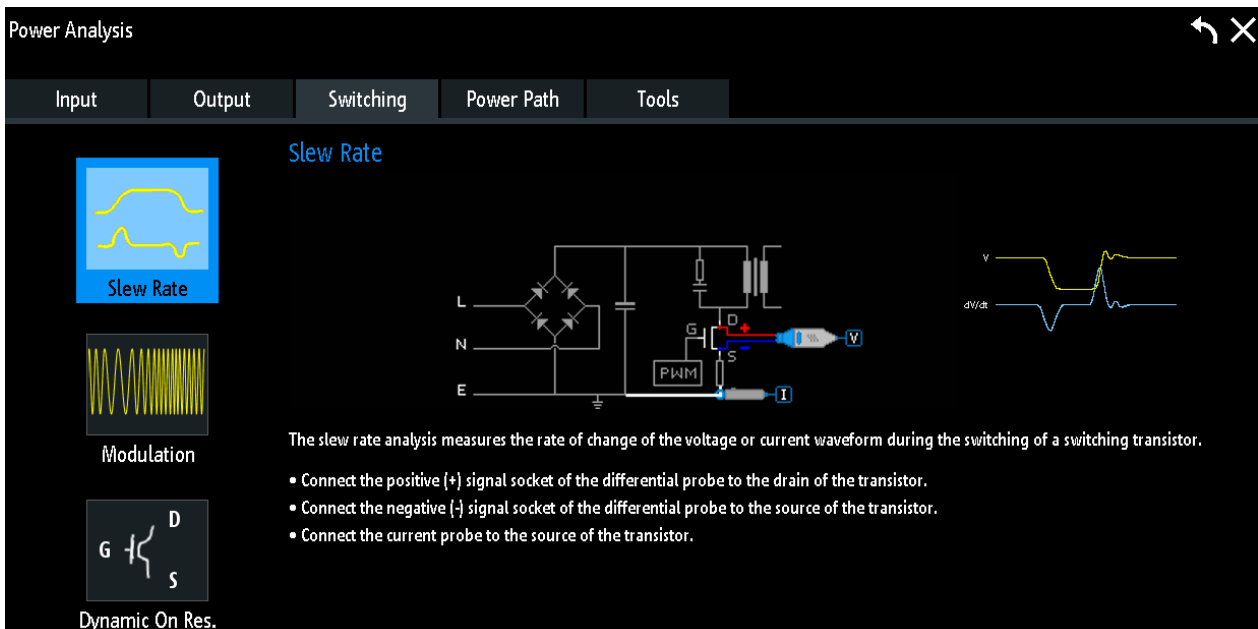 Power Analysis
Input Output Switching Power Path Tools
Slew Rate
Slew Rate
Modulation
G D S
Dynamic On Res.
L
N
E
G
D
+
-
S
PWM
V
I
V
dV/dt
The slew rate analysis measures the rate of change of the voltage or current waveform during the switching of a switching transistor.
• Connect the positive (+) signal socket of the differential probe to the drain of the transistor.
• Connect the negative (-) signal socket of the differential probe to the source of the transistor.
• Connect the current probe to the source of the transistor.